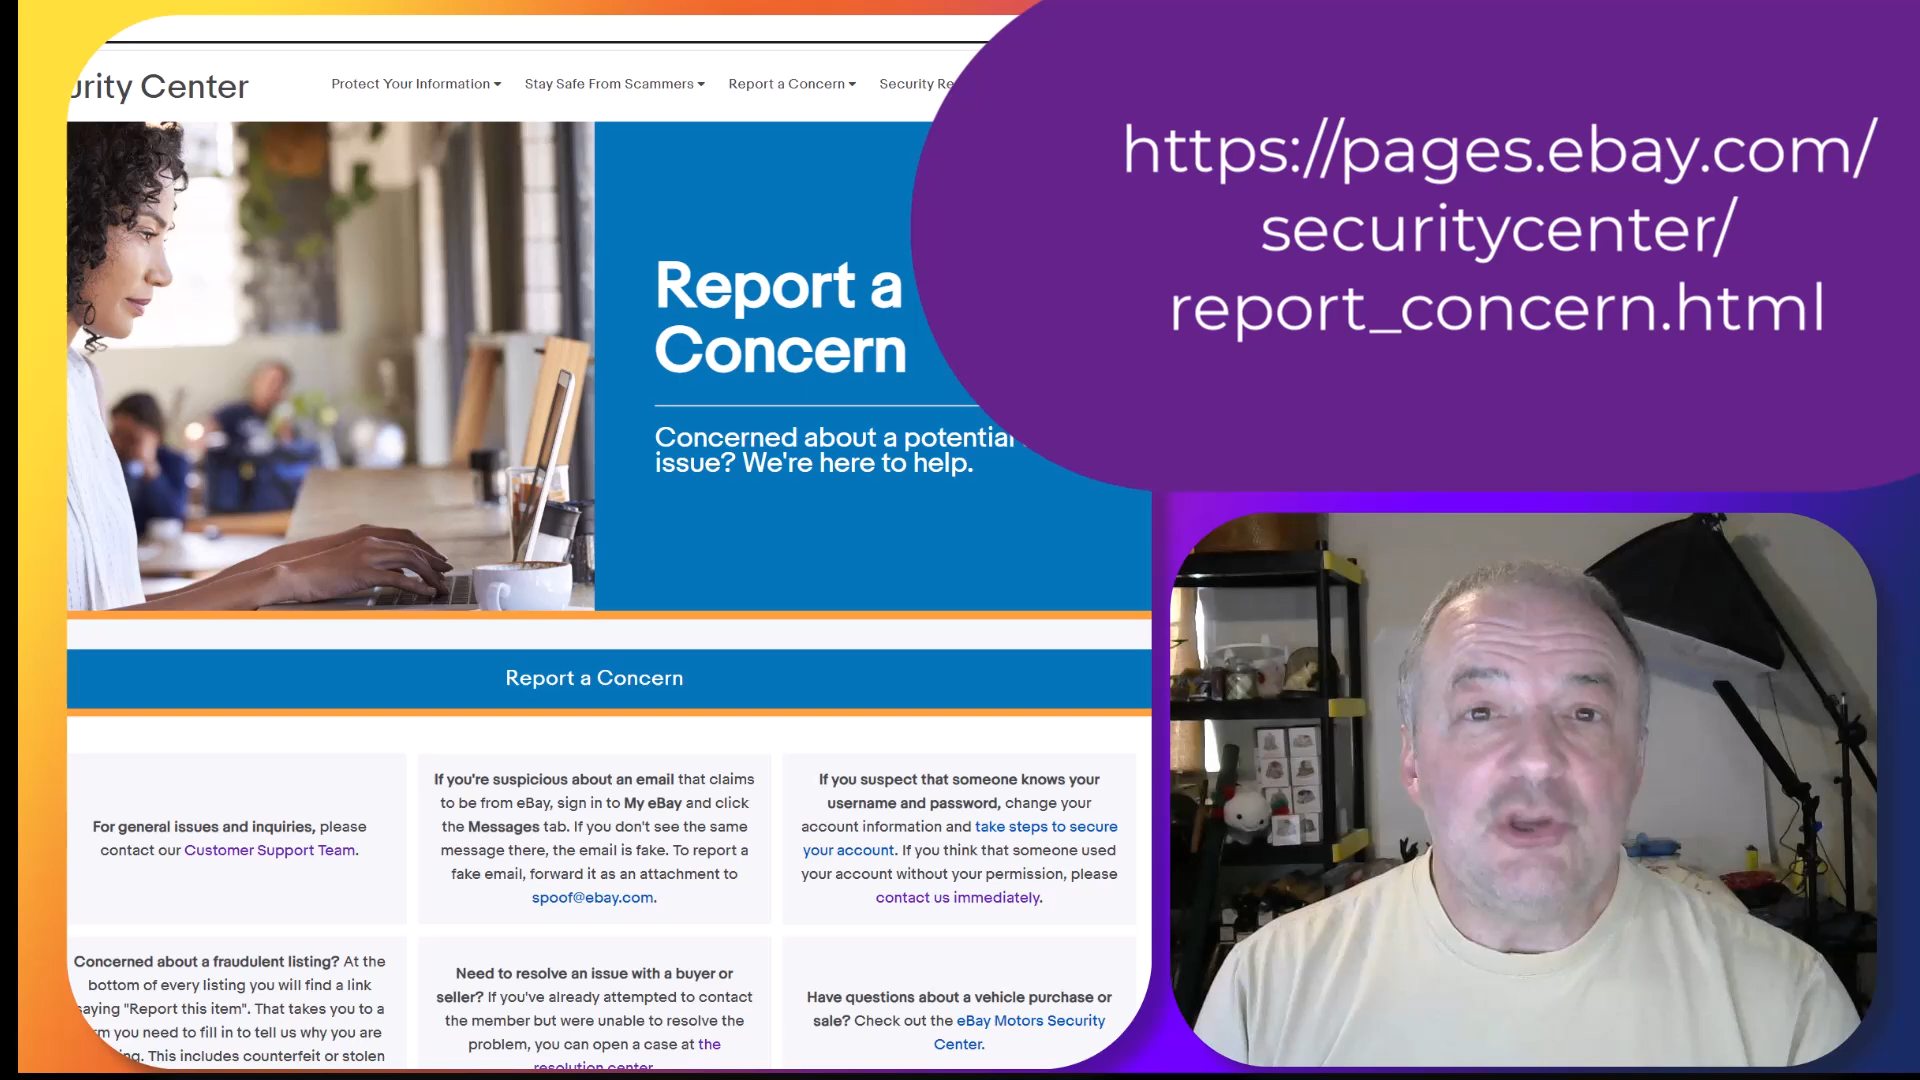 Center
Protect Your Information
Stay Safe From Scammers
Report a Concern
Security
https://pages.ebay.com/
securitycenter/
report_concern.html
Report a
Concern
Concerned about a potential
issue? We're here to help.
Report a Concern
For general issues and inquiries, please
contact our Customer Support Team.
If you're suspicious about an email that claims
to be from eBay, sign in to My eBay and click
the Messages tab. If you don't see the same
message there, the email is fake. To report a
fake email, forward it as an attachment to
spoof@ebay.com.
If you suspect that someone knows your
username and password, change your
account information and take steps to secure
your account. If you think that someone used
your account without your permission, please
contact us immediately.
Concerned about a fraudulent listing? At the
bottom of every listing you will find a link
saying "Report this item". That takes you to a
you need to fill in to tell us why you are
This includes counterfeit or stolen
Need to resolve an issue with a buyer or
seller? If you've already attempted to contact
the member but were unable to resolve the
problem, you can open a case at the
resolution center.
Have questions about a vehicle purchase or
sale? Check out the eBay Motors Security
Center.